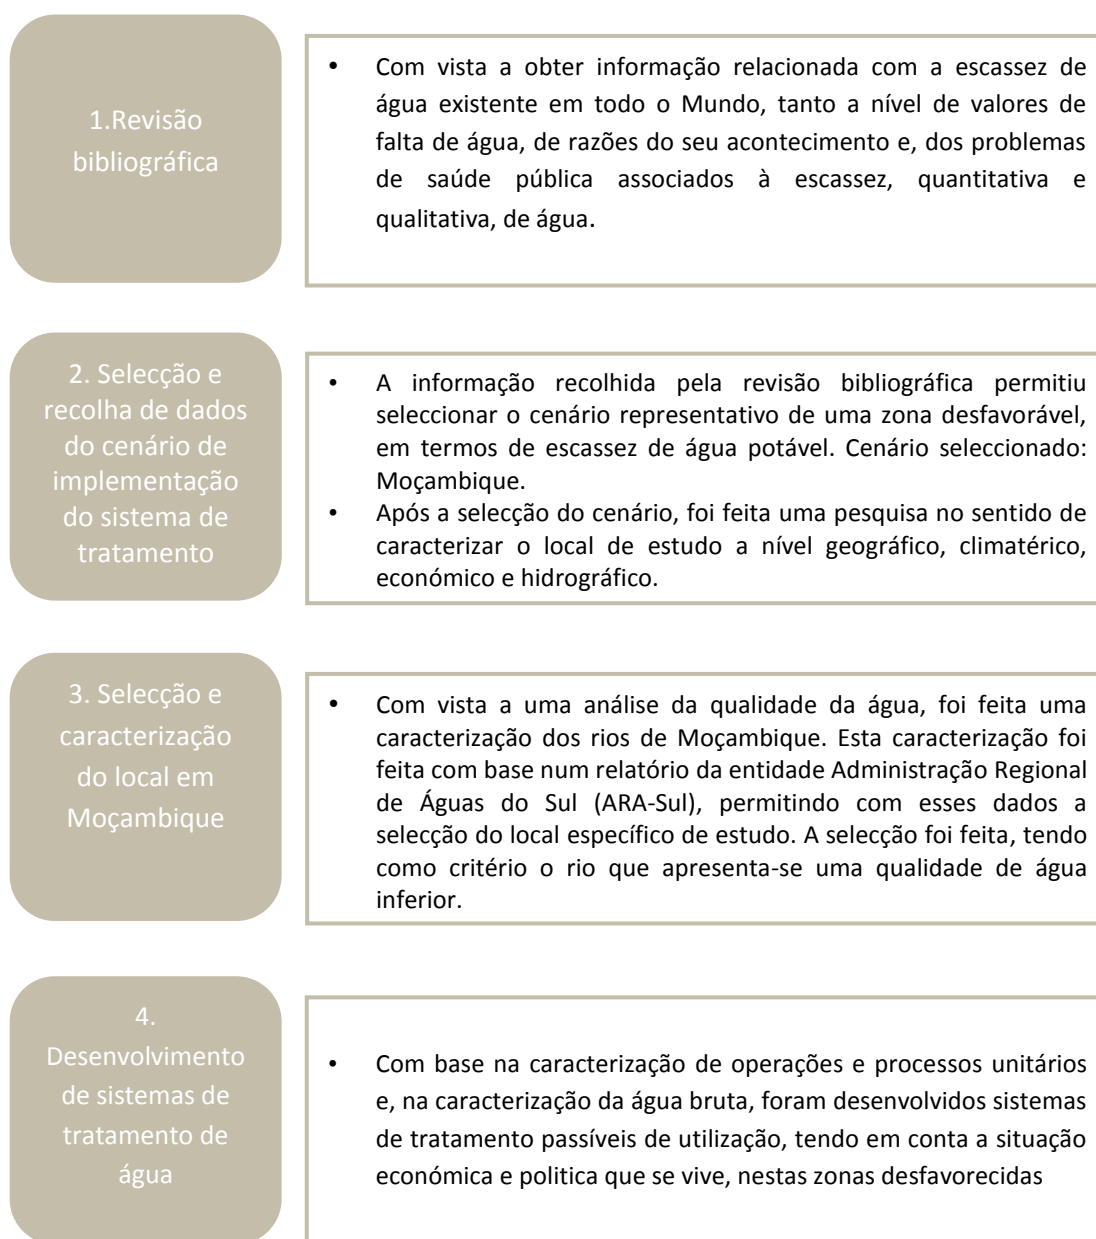 1.Revisão
bibliográfica
• Com vista a obter informação relacionada com a escassez de
água existente em todo o Mundo, tanto a nível de valores de
falta de água, de razões do seu acontecimento e, dos problemas
de saúde pública associados à escassez, quantitativa e
qualitativa, de água.
2. Selecção e
recolha de dados
do cenário de
implementação
do sistema de
tratamento
• A informação recolhida pela revisão bibliográfica permitiu
seleccionar o cenário representativo de uma zona desfavorável,
em termos de escassez de água potável. Cenário seleccionado:
Moçambique.
• Após a selecção do cenário, foi feita uma pesquisa no sentido de
caracterizar o local de estudo a nível geográfico, climatérico,
económico e hidrográfico.
3. Selecção e
caracterização
do local em
Moçambique
• Com vista a uma análise da qualidade da água, foi feita uma
caracterização dos rios de Moçambique. Esta caracterização foi
feita com base num relatório da entidade Administração Regional
de Águas do Sul (ARA-Sul), permitindo com esses dados a
selecção do local específico de estudo. A selecção foi feita, tendo
como critério o rio que apresenta-se uma qualidade de água
inferior.
4.
Desenvolvimento
de sistemas de
tratamento de
água
• Com base na caracterização de operações e processos unitários
e, na caracterização da água bruta, foram desenvolvidos sistemas
de tratamento passíveis de utilização, tendo em conta a situação
económica e politica que se vive, nestas zonas desfavorecidas